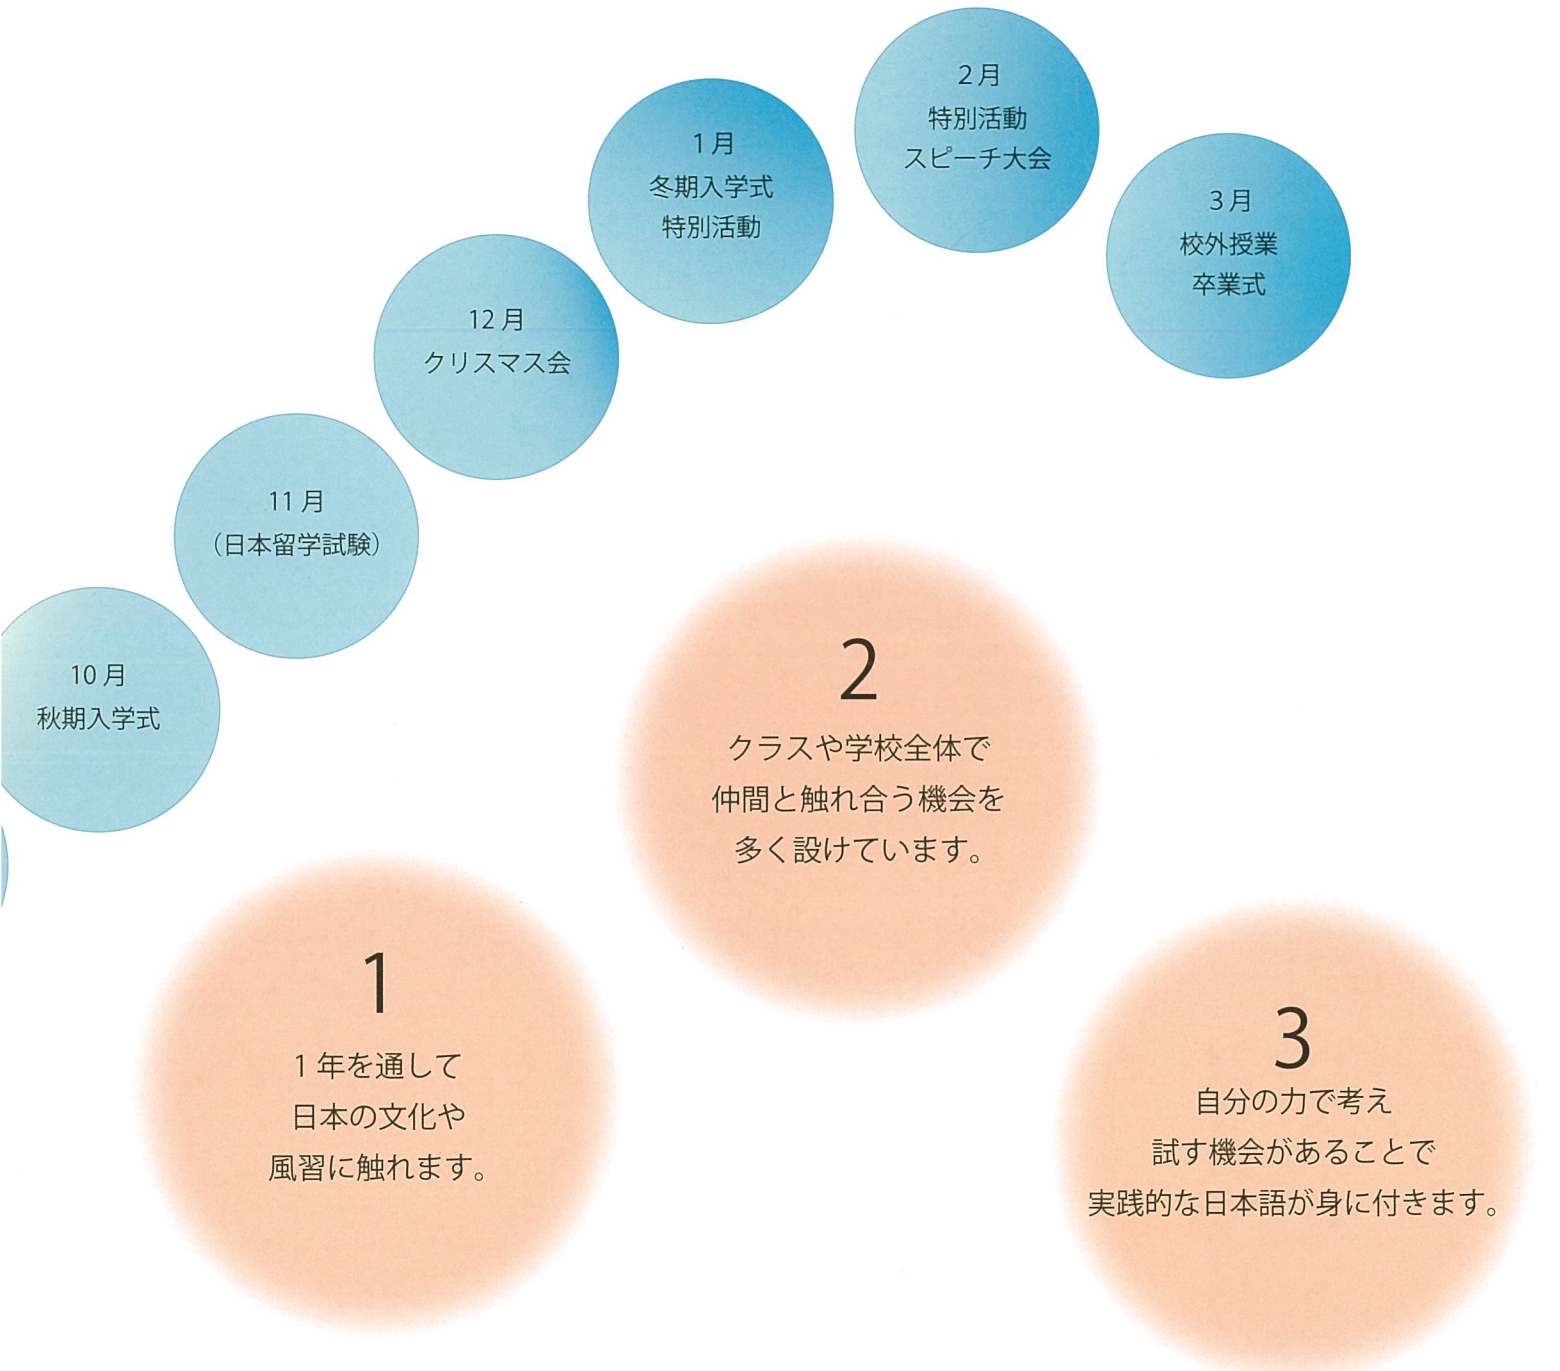 10 月
秋期入学式
11 月
（日本留学試験）
12 月
クリスマス会
1 月
冬期入学式
特別活動
2 月
特別活動
スピーチ大会
3 月
校外授業
卒業式
1
1 年を通して
日本の文化や
風習に触れます。
2
クラスや学校全体で
仲間と触れ合う機会を
多く設けています。
3
自分の力で考え
試す機会があることで
実践的な日本語が身に付きます。